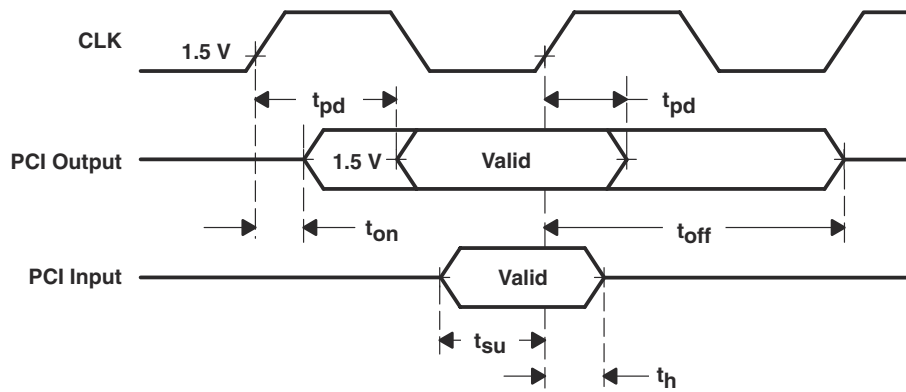 CLK
1.5 V
tpd
tpd
PCI Output
1.5 V
Valid
ton
toff
PCI Input
Valid
tsu
th